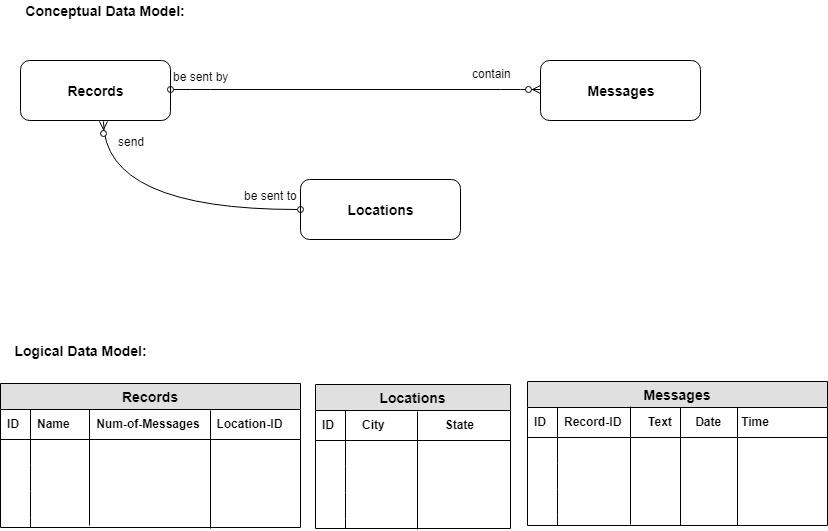 Conceptual Data Model:
be sent by
contain
Records
Messages
send
be sent to
Locations
Logical Data Model:
Records
ID Name Num-of-Messages Location-ID
Locations
ID City State
Messages
ID Record-ID Text Date Time